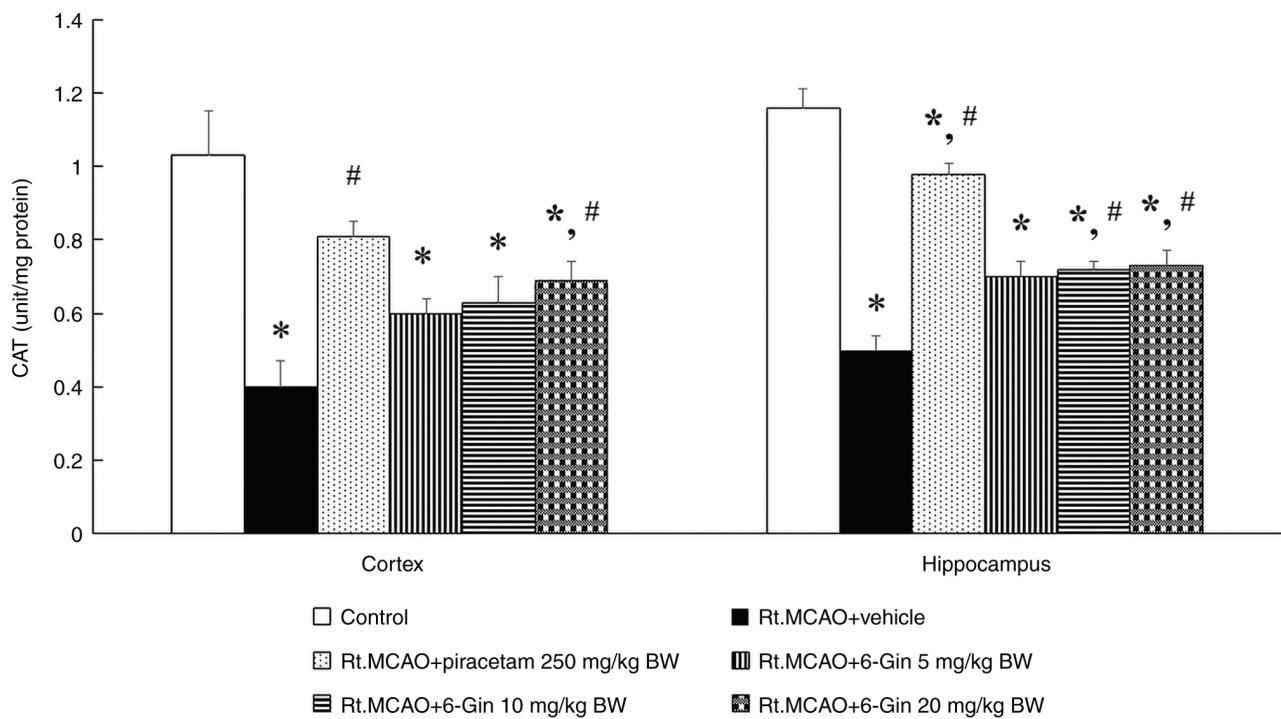 1.4
1.2
1
0.8
0.6
0.4
0.2
0
CAT (unit/mg protein)
*
#
*
*
*, #
*
*, #
*
*, #
*, #
Cortex
Hippocampus
Control
Rt.MCAO+vehicle
Rt.MCAO+piracetam 250 mg/kg BW
Rt.MCAO+6-Gin 5 mg/kg BW
Rt.MCAO+6-Gin 10 mg/kg BW
Rt.MCAO+6-Gin 20 mg/kg BW